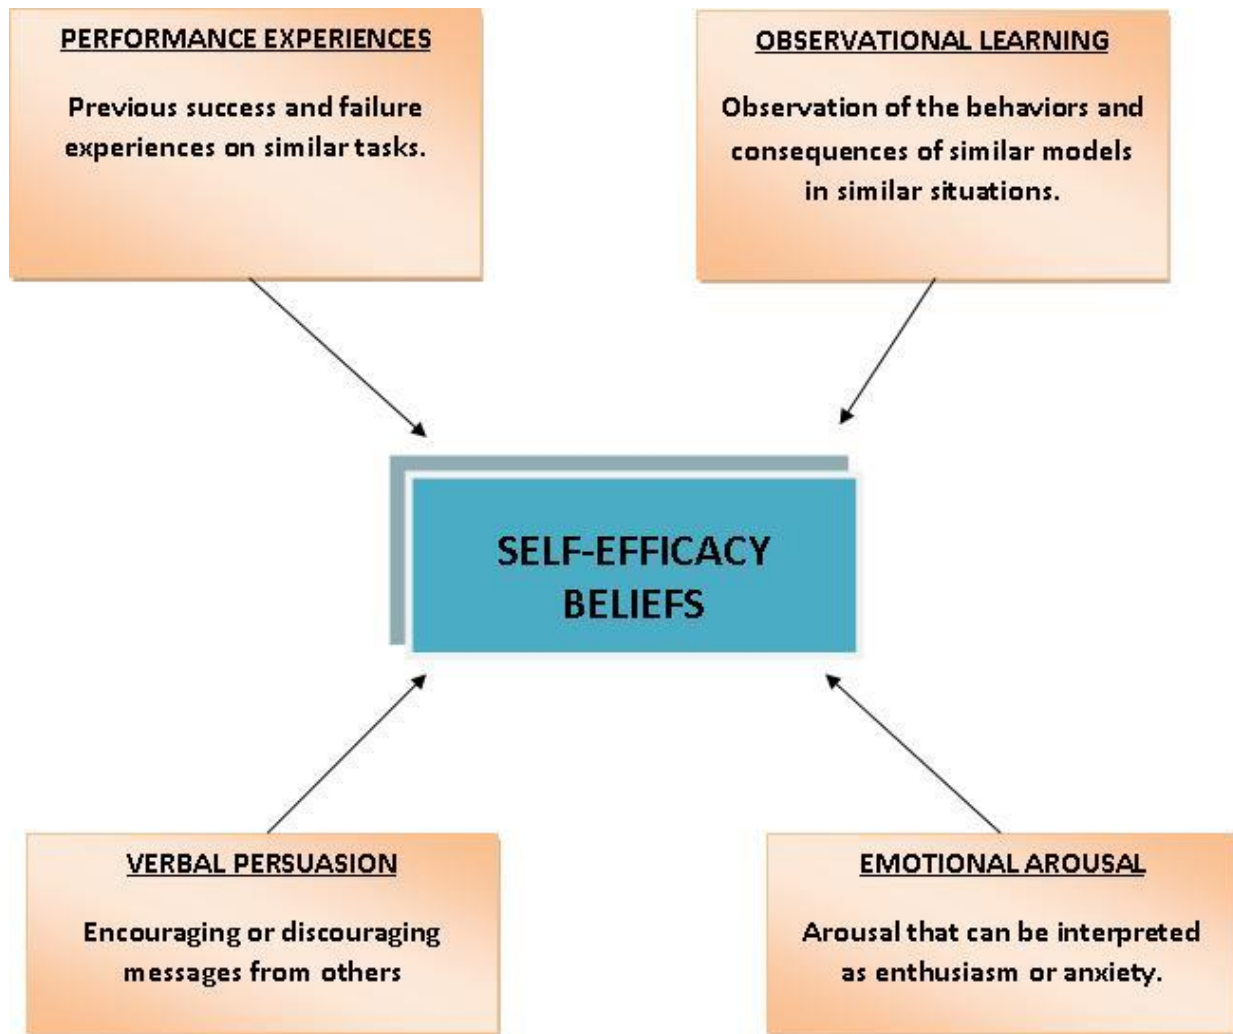 PERFORMANCE EXPERIENCES
Previous success and failure
experiences on similar tasks.
OBSERVATIONAL LEARNING
Observation of the behaviors and
consequences of similar models
in similar situations.
SELF-EFFICACY
BELIEFS
VERBAL PERSUASION
Encouraging or discouraging
messages from others
EMOTIONAL AROUSAL
Arousal that can be interpreted
as enthusiasm or anxiety.